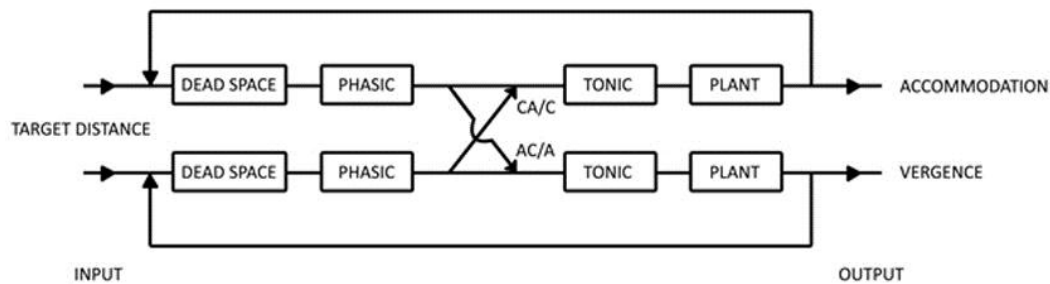 DEAD SPACE PHASIC TONIC PLANT ACCOMMODATION
CA/C
TARGET DISTANCE
AC/A
DEAD SPACE PHASIC TONIC PLANT VERGENCE
INPUT OUTPUT